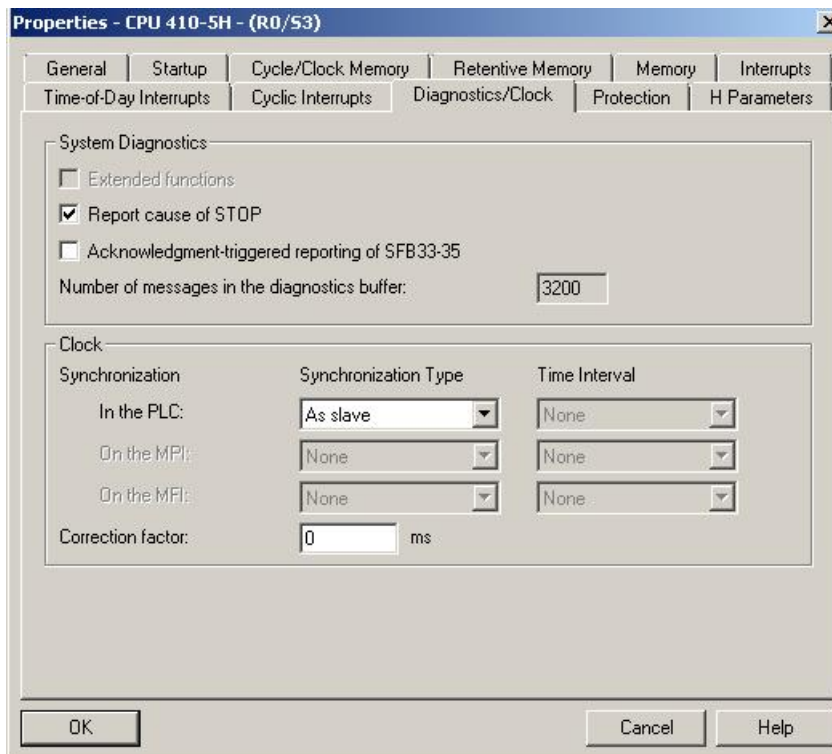 Properties - CPU 410-5H - (R0/S3)
General Startup Cycle/Clock Memory Retentive Memory Memory Interrupts
Time-of-Day Interrupts Cyclic Interrupts Diagnostics/Clock Protection H Parameters
System Diagnostics
Extended functions
Report cause of STOP
Acknowledgment-triggered reporting of SFB33-35
Number of messages in the diagnostics buffer: 3200
Clock
Synchronization Synchronization Type Time Interval
In the PLC: As slave None
On the MPI: None None
On the MFI: None None
Correction factor: 0 ms
OK Cancel Help